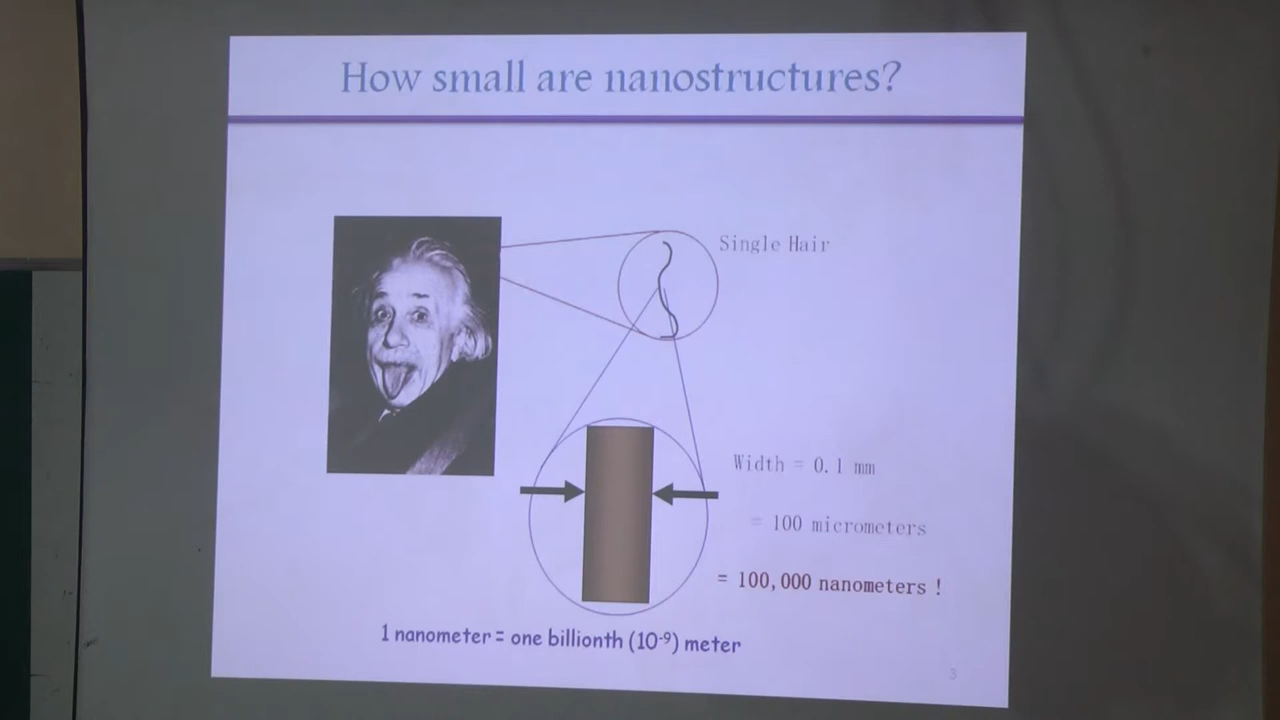 How small are nanostructures?
Single Hair
Width = 0.1 mm
= 100 micrometers
= 100,000 nanometers !
1 nanometer = one billionth (10⁻⁹) meter
3